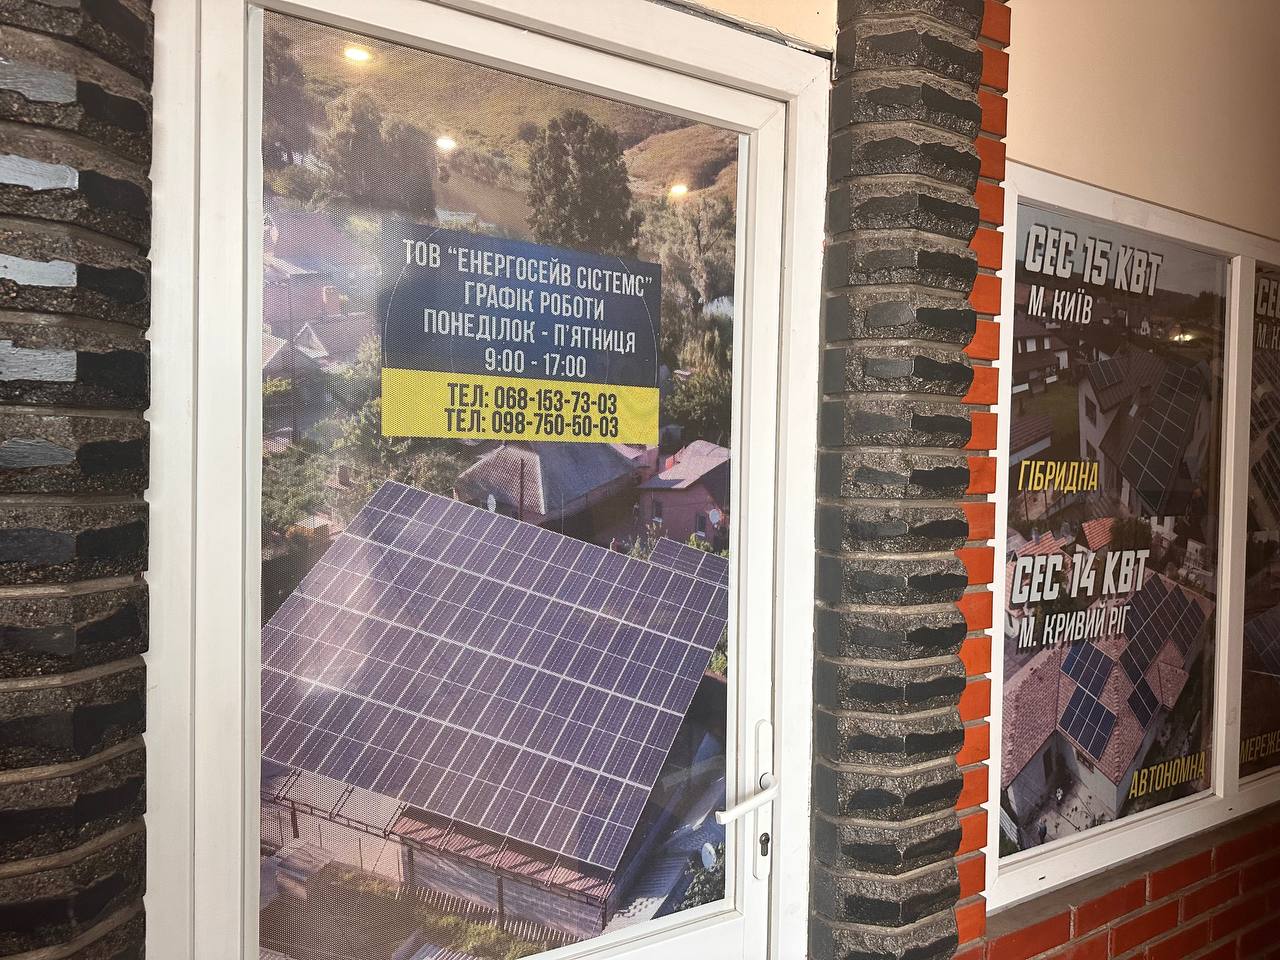 ТОВ “ЕНЕРГОСЕЙВ СІСТЕМС”
ГРАФІК РОБОТИ
ПОНЕДІЛОК - П’ЯТНИЦЯ
9:00 - 17:00
ТЕЛ: 068-153-73-03
ТЕЛ: 098-750-50-03
СЕС 15 КВТ
М. КИЇВ
ГІБРИДНА
СЕС 14 КВТ
М. КРИВИЙ РІГ
АВТОНОМНА